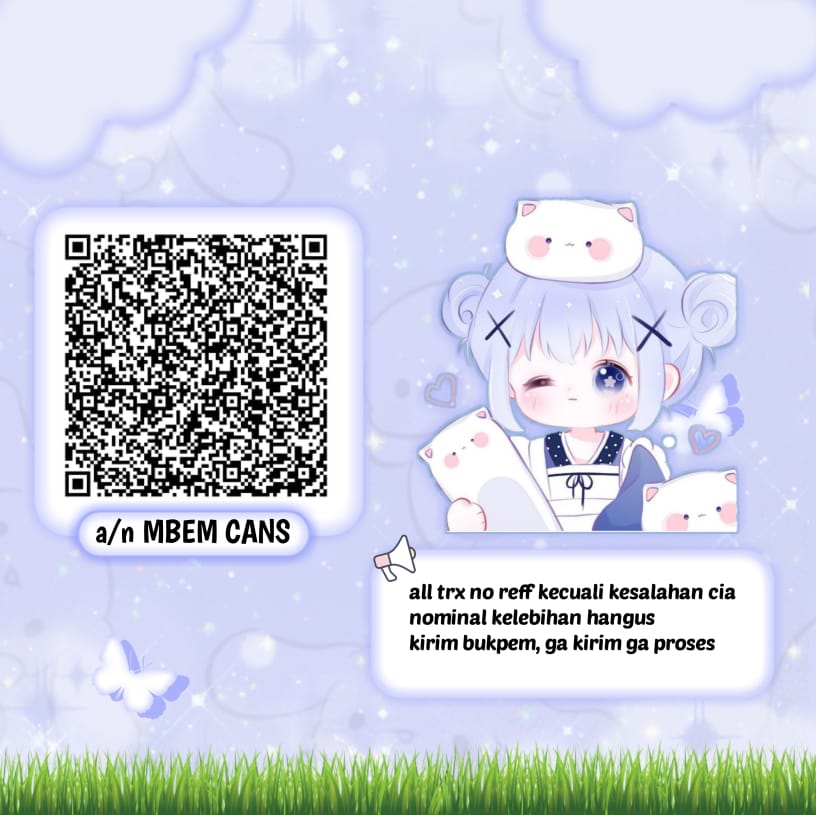 a/n MBEM CANS
all trx no reff kecuali kesalahan cia
nominal kelebihan hangus
kirim bukpem, ga kirim ga proses